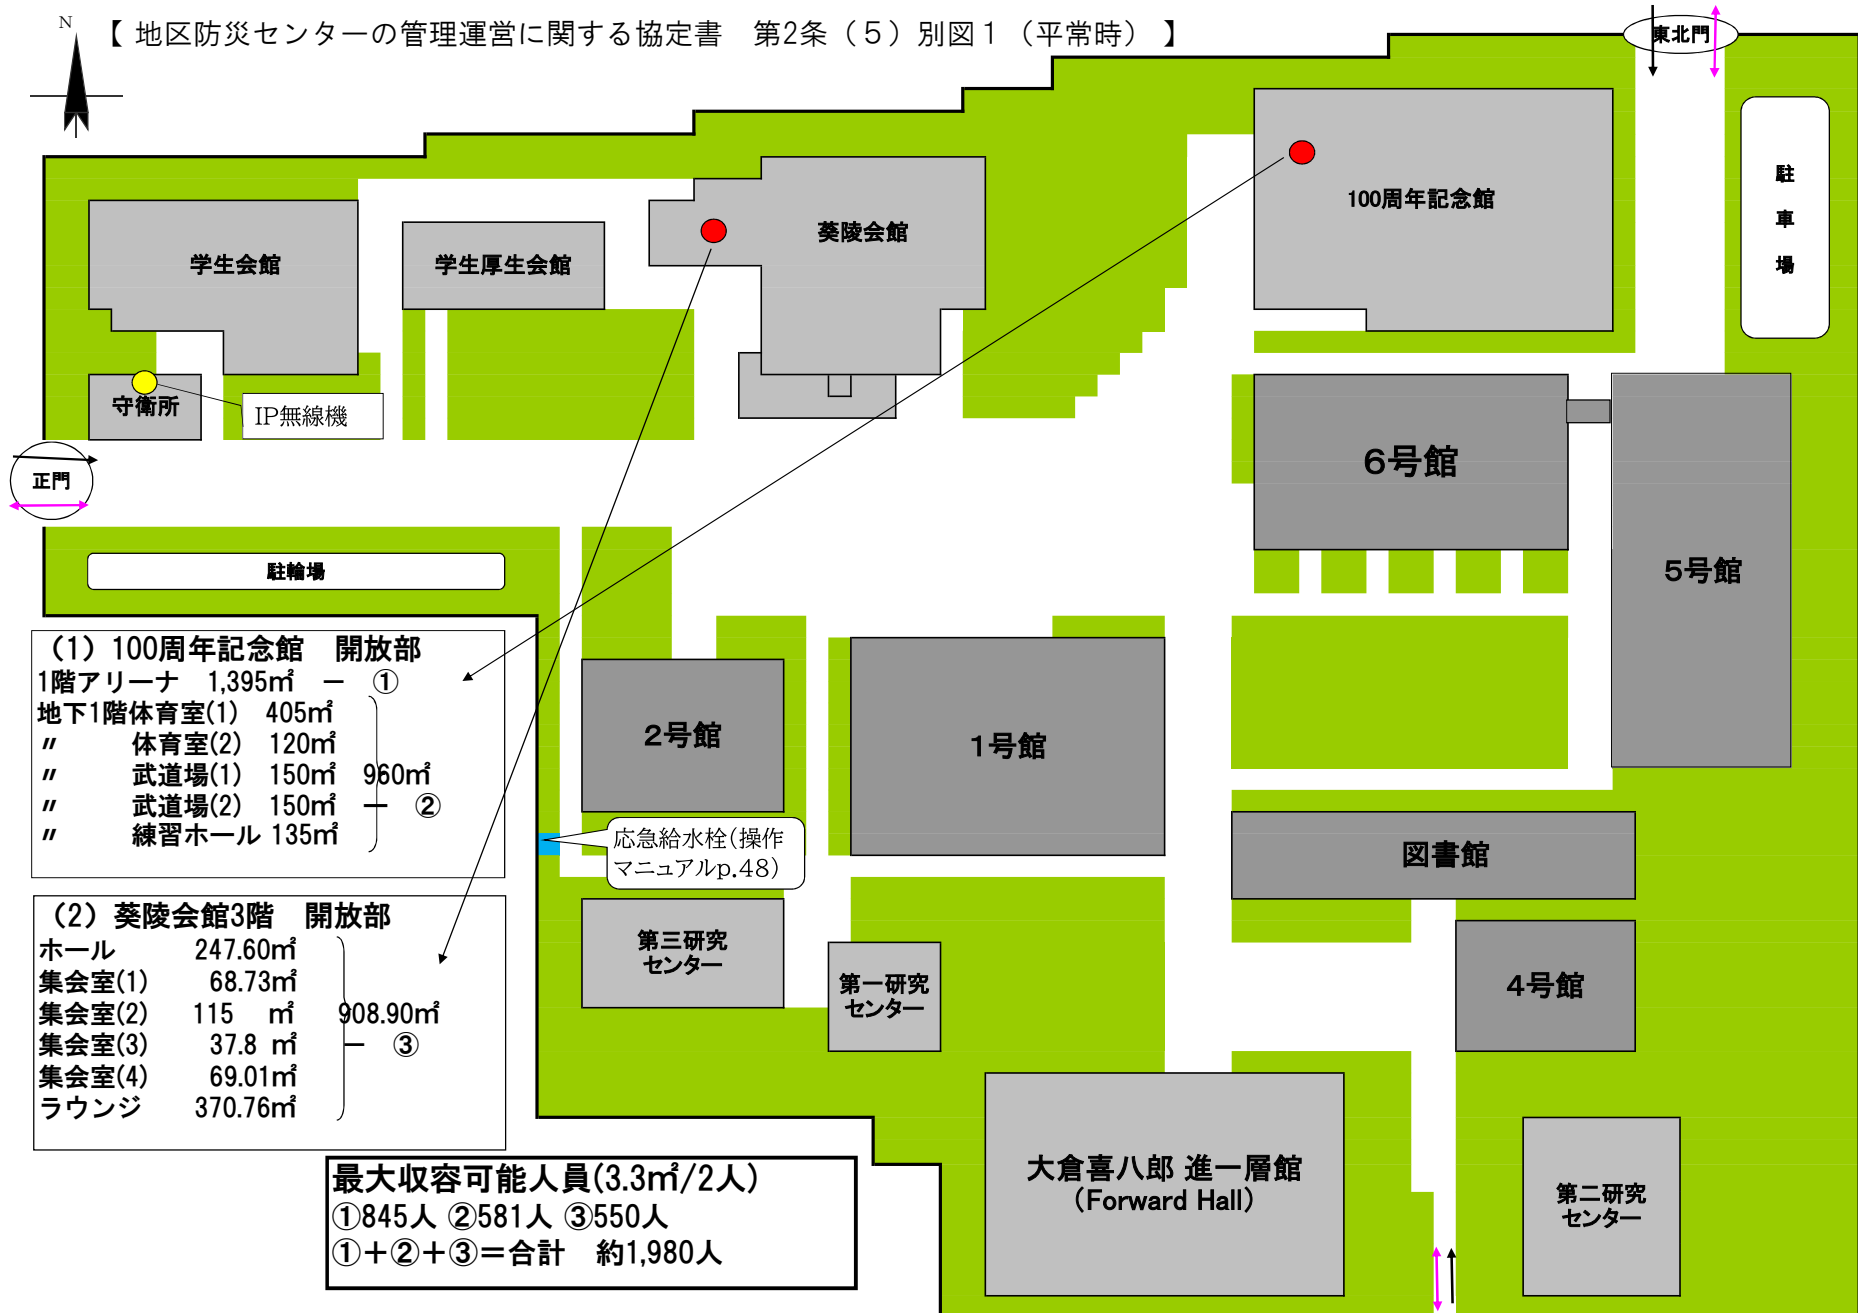 N
【 地区防災センターの管理運営に関する協定書　第2条（５）別図１（平常時） 】
東北門
駐
車
場
100周年記念館
葵陵会館
学生会館
学生厚生会館
守衛所
IP無線機
正門
6号館
5号館
駐輪場
（1）100周年記念館　開放部
1階アリーナ　1,395㎡　－　①
地下1階体育室(1)　405㎡
〃　　　体育室(2)　120㎡
〃　　　武道場(1)　150㎡　960㎡
〃　　　武道場(2)　150㎡　－　②
〃　　　練習ホール 135㎡
2号館
1号館
応急給水栓(操作
マニュアルp.48)
図書館
（2）葵陵会館3階　開放部
ホール　　　247.60㎡
集会室(1)　　68.73㎡
集会室(2)　 115　㎡　908.90㎡
集会室(3)　　37.8 ㎡　－　③
集会室(4)　　69.01㎡
ラウンジ　　370.76㎡
第三研究
センター
第一研究
センター
4号館
最大収容可能人員(3.3㎡/2人)
①845人 ②581人 ③550人
①＋②＋③＝合計　約1,980人
大倉喜八郎 進一層館
(Forward Hall)
第二研究
センター